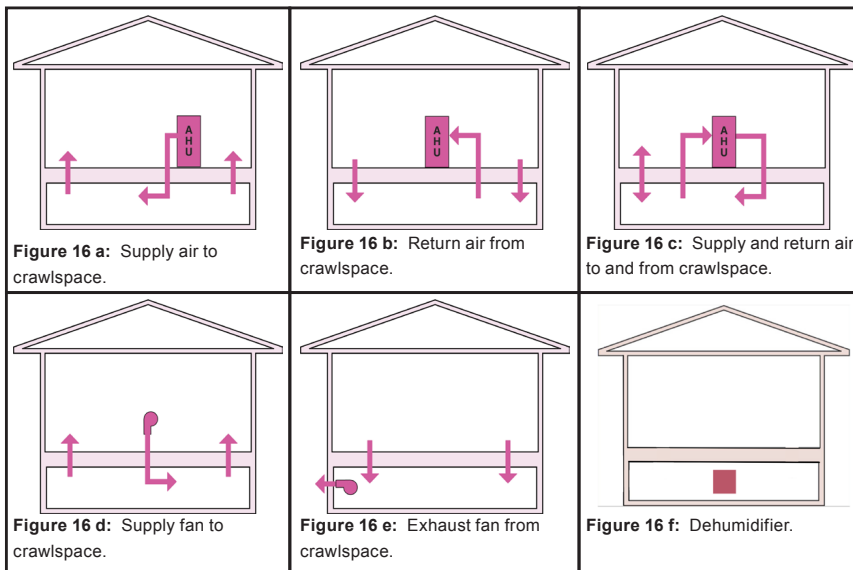 A
H
U
Figure 16 a: Supply air to
crawlspace.
A
H
U
Figure 16 b: Return air from
crawlspace.
A
H
U
Figure 16 c: Supply and return air
to and from crawlspace.
Figure 16 d: Supply fan to
crawlspace.
Figure 16 e: Exhaust fan from
crawlspace.
Figure 16 f: Dehumidifier.